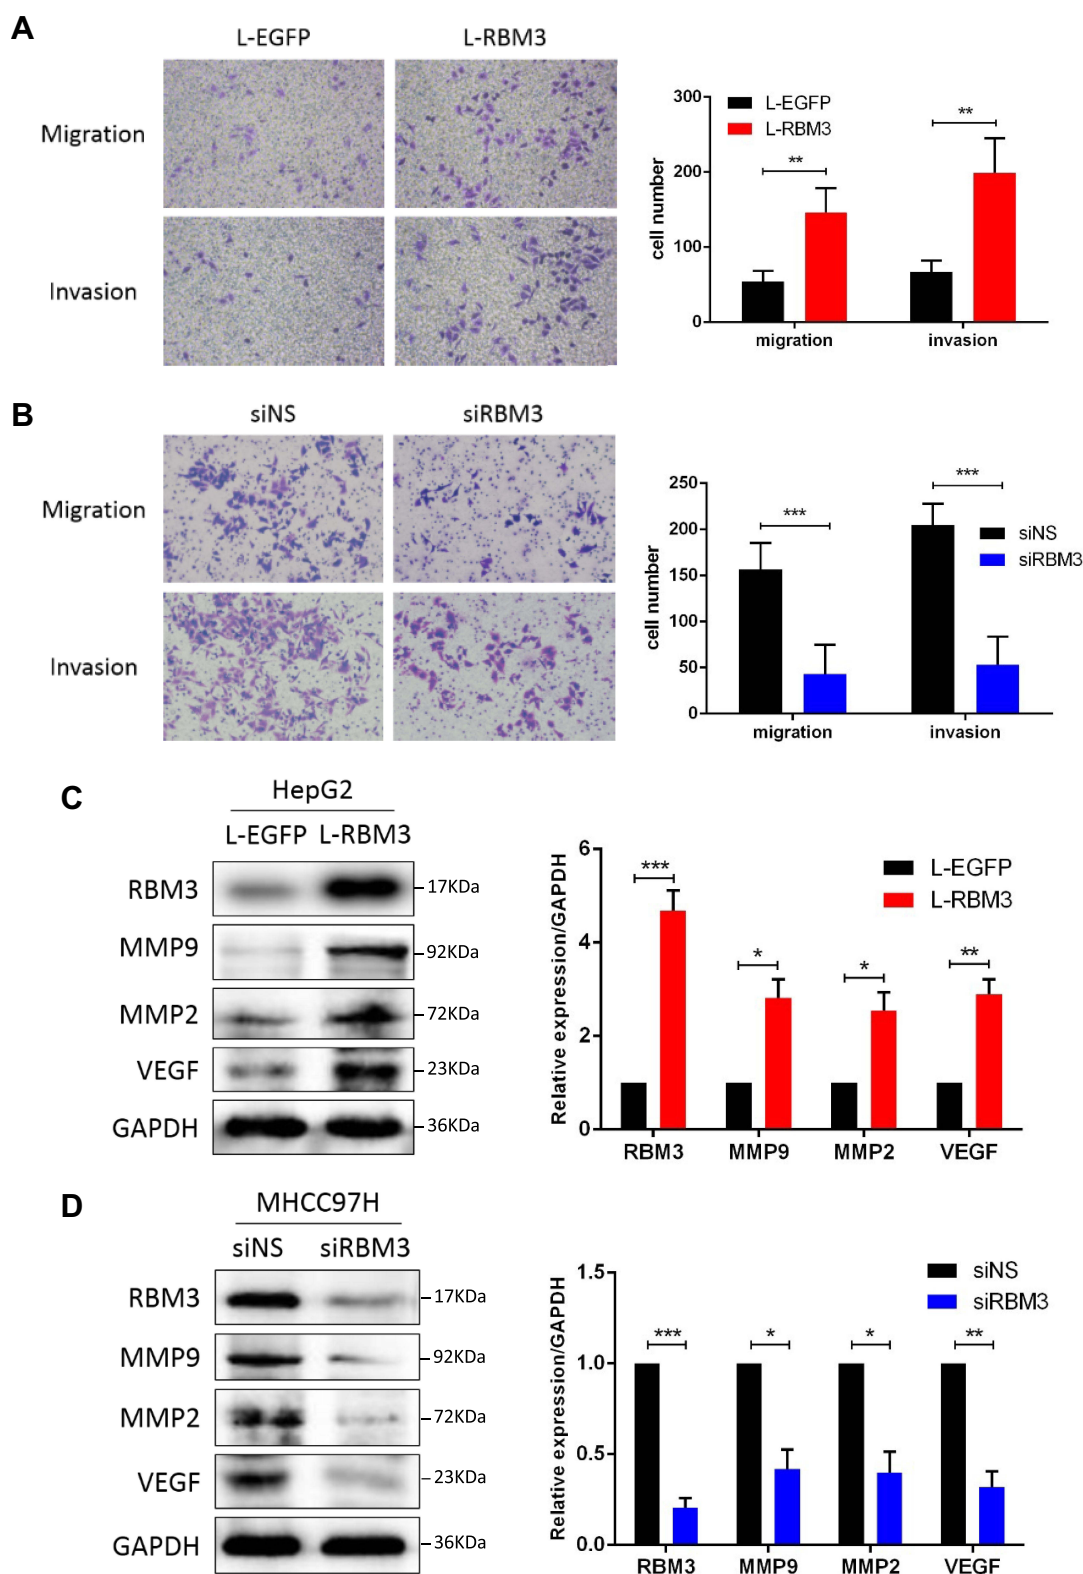 A
L-EGFP L-RBM3
Migration
Invasion
300
200
100
0
cell number
L-EGFP
L-RBM3
**
**
migration invasion
B
siNS siRBM3
Migration
Invasion
250
200
150
100
50
0
cell number
***
***
siNS
siRBM3
migration invasion
C
HepG2
L-EGFP L-RBM3
RBM3 17KDa
MMP9 92KDa
MMP2 72KDa
VEGF 23KDa
GAPDH 36KDa
6
4
2
0
Relative expression/GAPDH
L-EGFP
L-RBM3
*** * * **
RBM3 MMP9 MMP2 VEGF
D
MHCC97H
siNS siRBM3
RBM3 17KDa
MMP9 92KDa
MMP2 72KDa
VEGF 23KDa
GAPDH 36KDa
1.5
1.0
0.5
0.0
Relative expression/GAPDH
siNS
siRBM3
*** * * **
RBM3 MMP9 MMP2 VEGF